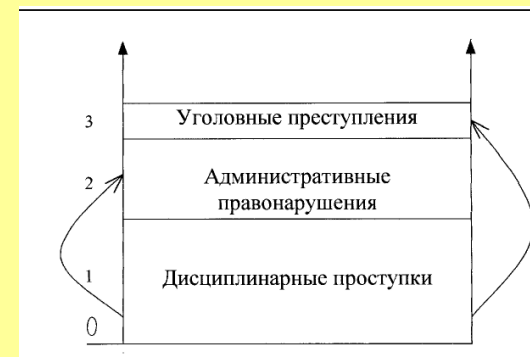 3
Уголовные преступления
2
Административные
правонарушения
1
Дисциплинарные проступки
0